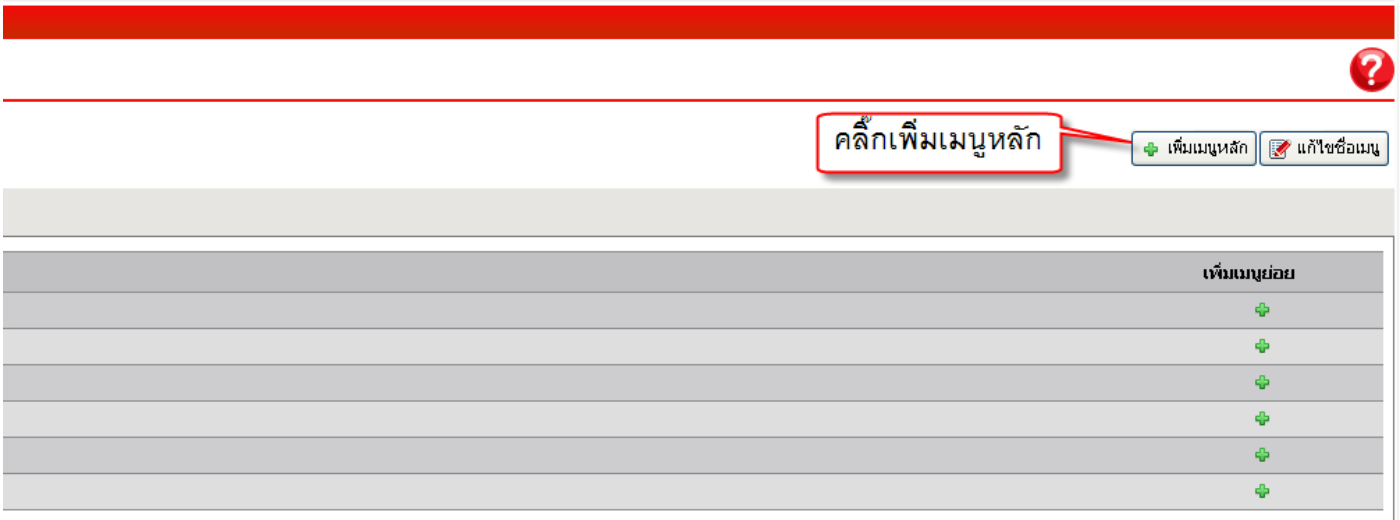 ?
คลิ๊กเพิ่มเมนูหลัก
เพิ่มเมนูหลัก แก้ไขชื่อเมนู
เพิ่มเมนูย่อย